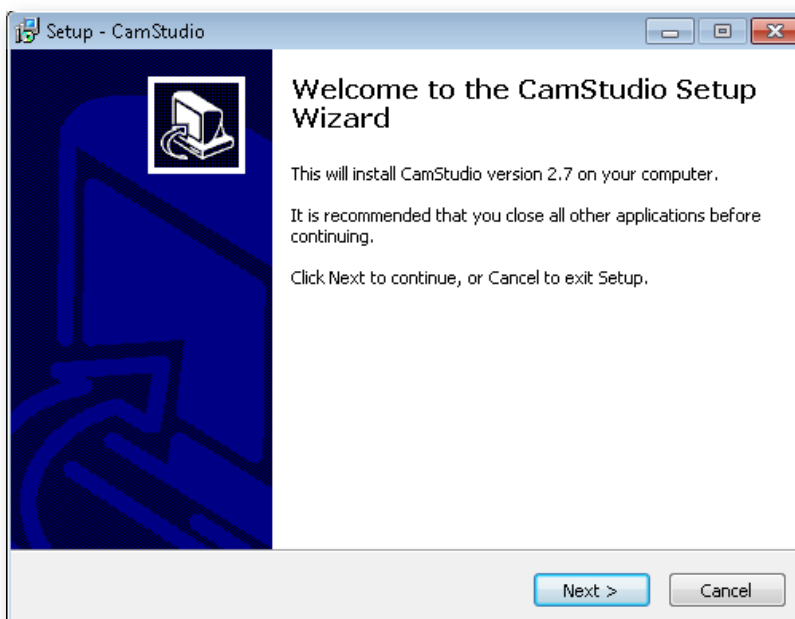 Setup - CamStudio
Welcome to the CamStudio Setup
Wizard
This will install CamStudio version 2.7 on your computer.
It is recommended that you close all other applications before
continuing.
Click Next to continue, or Cancel to exit Setup.
Next >
Cancel